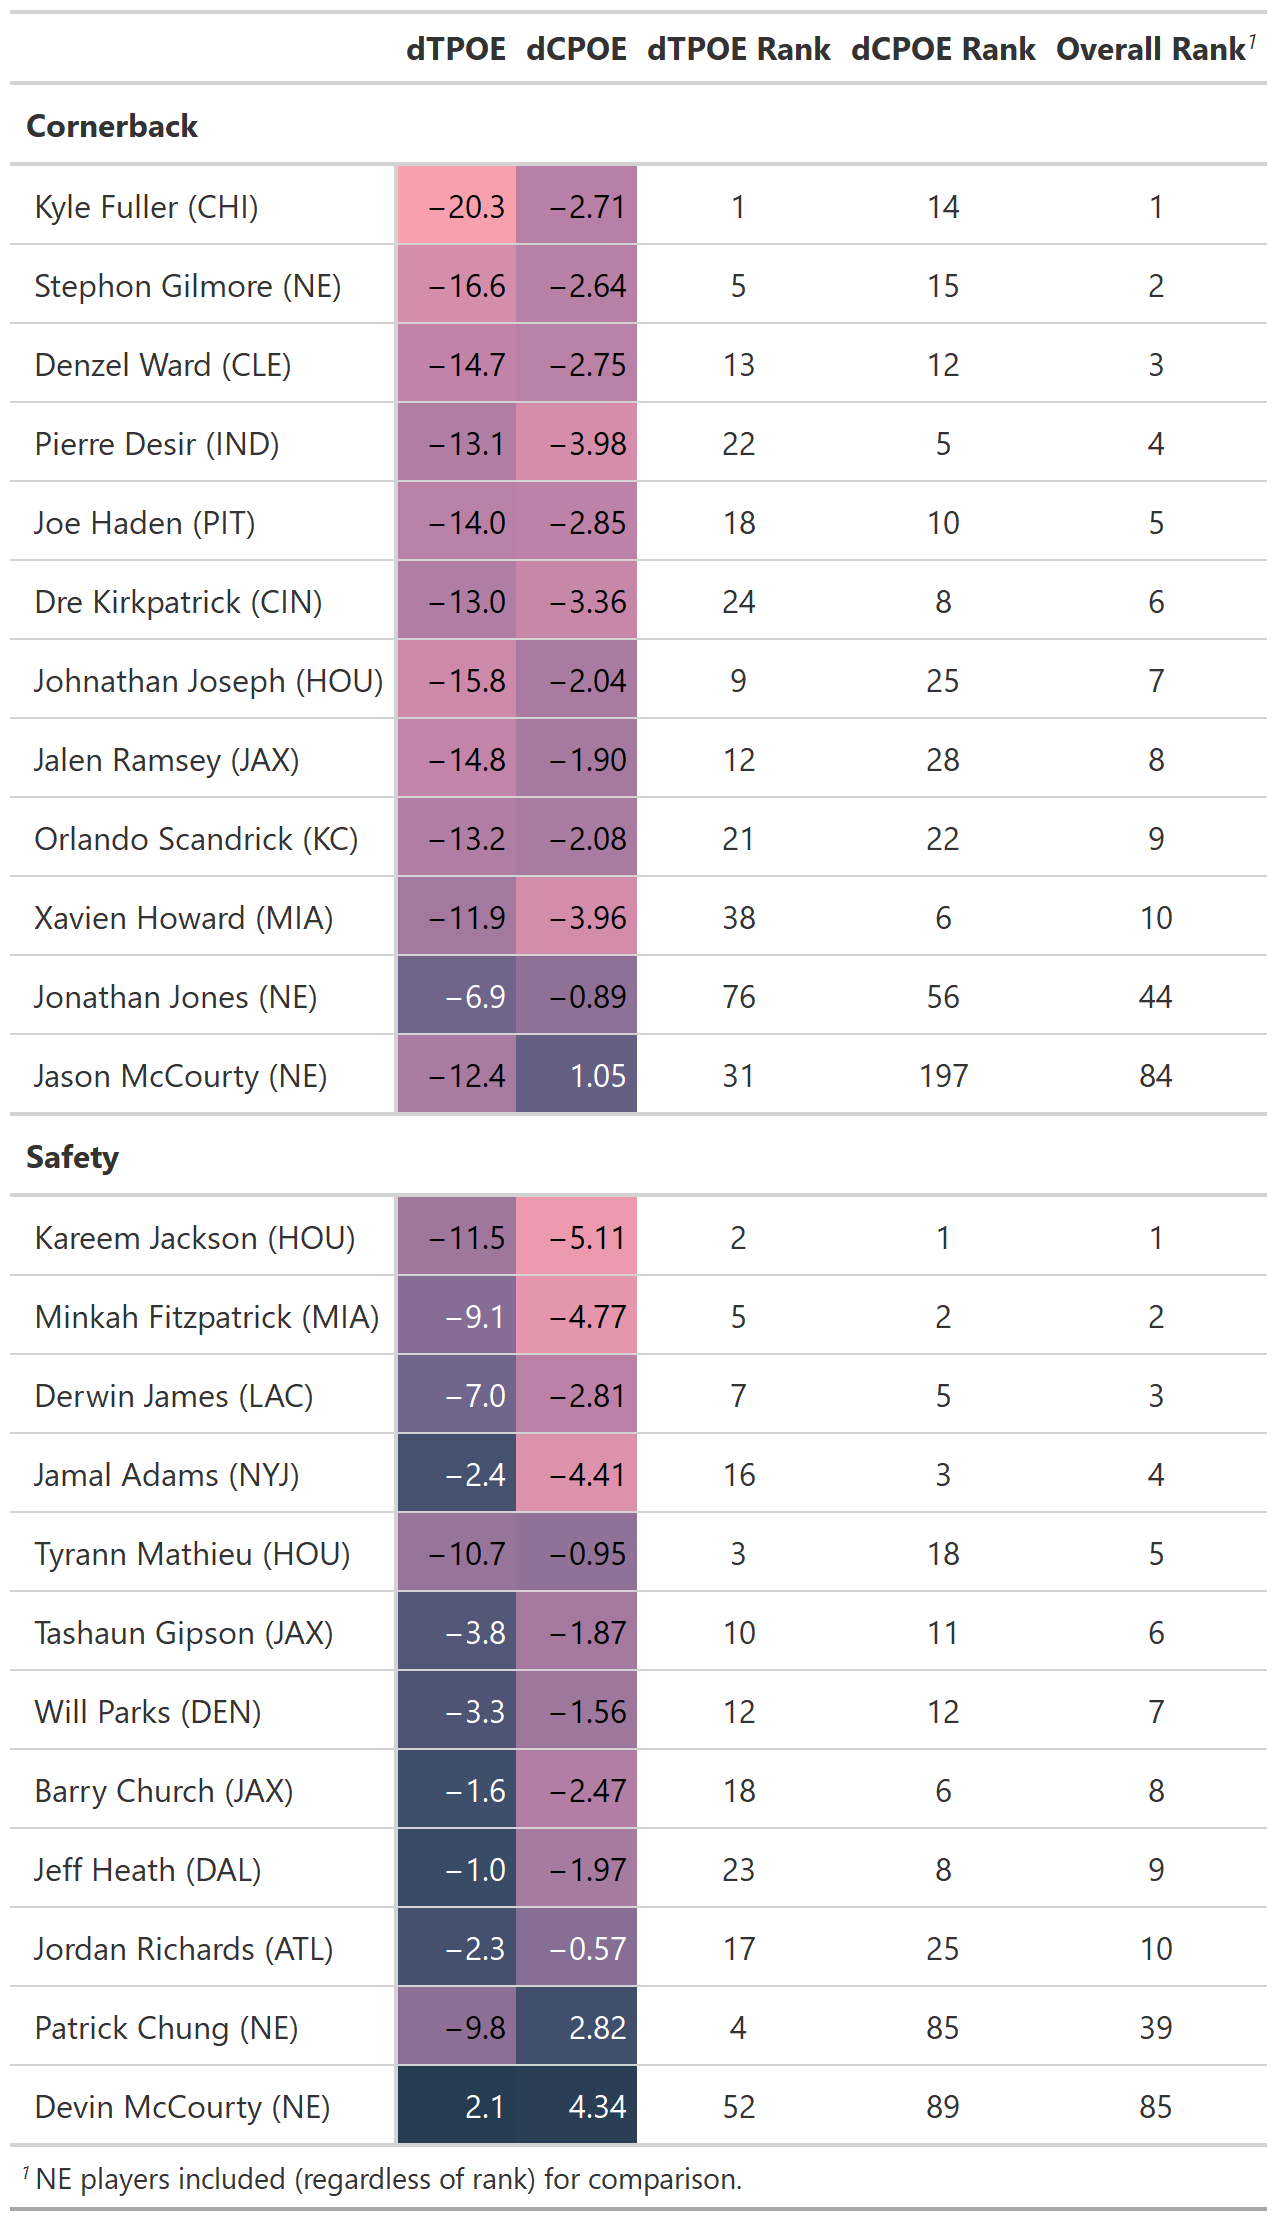 dTPOE dCPOE dTPOE Rank dCPOE Rank Overall Rank1
Cornerback
Kyle Fuller (CHI) −20.3 −2.71 1 14 1
Stephon Gilmore (NE) −16.6 −2.64 5 15 2
Denzel Ward (CLE) −14.7 −2.75 13 12 3
Pierre Desir (IND) −13.1 −3.98 22 5 4
Joe Haden (PIT) −14.0 −2.85 18 10 5
Dre Kirkpatrick (CIN) −13.0 −3.36 24 8 6
Johnathan Joseph (HOU) −15.8 −2.04 9 25 7
Jalen Ramsey (JAX) −14.8 −1.90 12 28 8
Orlando Scandrick (KC) −13.2 −2.08 21 22 9
Xavien Howard (MIA) −11.9 −3.96 38 6 10
Jonathan Jones (NE) −6.9 −0.89 76 56 44
Jason McCourty (NE) −12.4 1.05 31 197 84
Safety
Kareem Jackson (HOU) −11.5 −5.11 2 1 1
Minkah Fitzpatrick (MIA) −9.1 −4.77 5 2 2
Derwin James (LAC) −7.0 −2.81 7 5 3
Jamal Adams (NYJ) −2.4 −4.41 16 3 4
Tyrann Mathieu (HOU) −10.7 −0.95 3 18 5
Tashaun Gipson (JAX) −3.8 −1.87 10 11 6
Will Parks (DEN) −3.3 −1.56 12 12 7
Barry Church (JAX) −1.6 −2.47 18 6 8
Jeff Heath (DAL) −1.0 −1.97 23 8 9
Jordan Richards (ATL) −2.3 −0.57 17 25 10
Patrick Chung (NE) −9.8 2.82 4 85 39
Devin McCourty (NE) 2.1 4.34 52 89 85
1 NE players included (regardless of rank) for comparison.